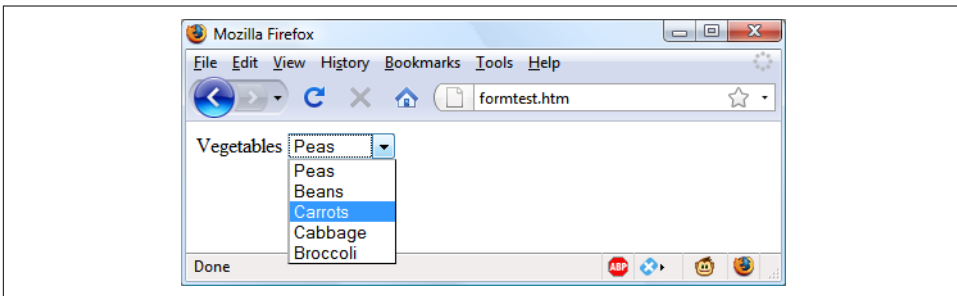 Mozilla Firefox
File Edit View History Bookmarks Tools Help
formtest.htm
Vegetables Peas
Peas
Beans
Carrots
Cabbage
Broccoli
Done
ABP